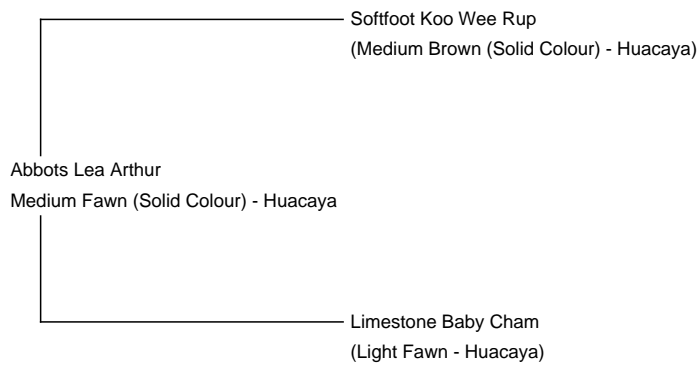 Softfoot Koo Wee Rup
(Medium Brown (Solid Colour) - Huacaya)
Abbots Lea Arthur
Medium Fawn (Solid Colour) - Huacaya
Limestone Baby Cham
(Light Fawn - Huacaya)